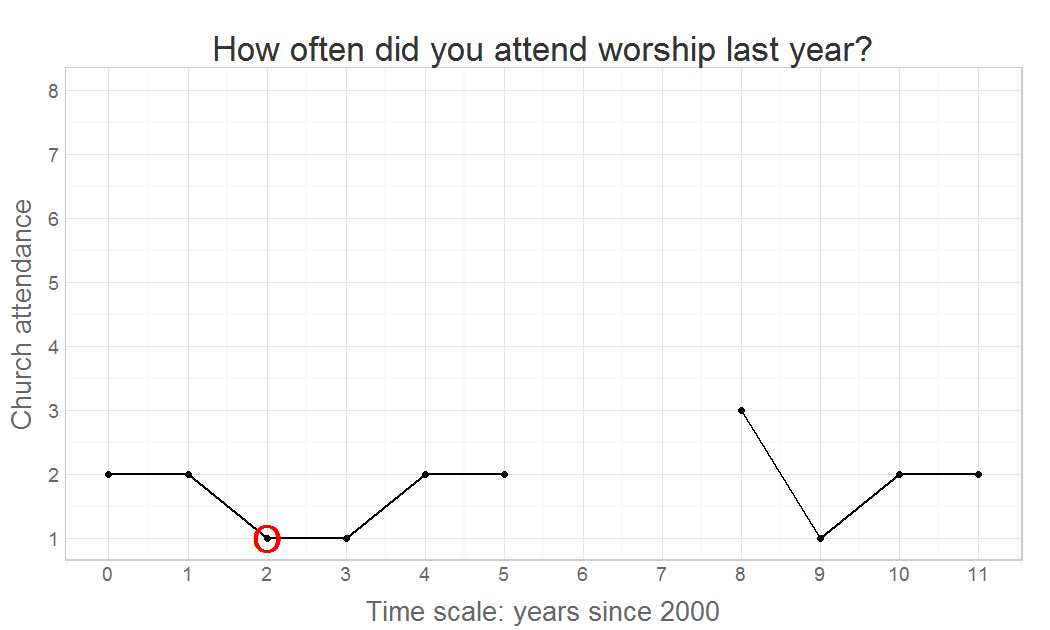 How often did you attend worship last year?
Church attendance
8
7
6
5
4
3
2
1
0 1 2 3 4 5 6 7 8 9 10 11
Time scale: years since 2000